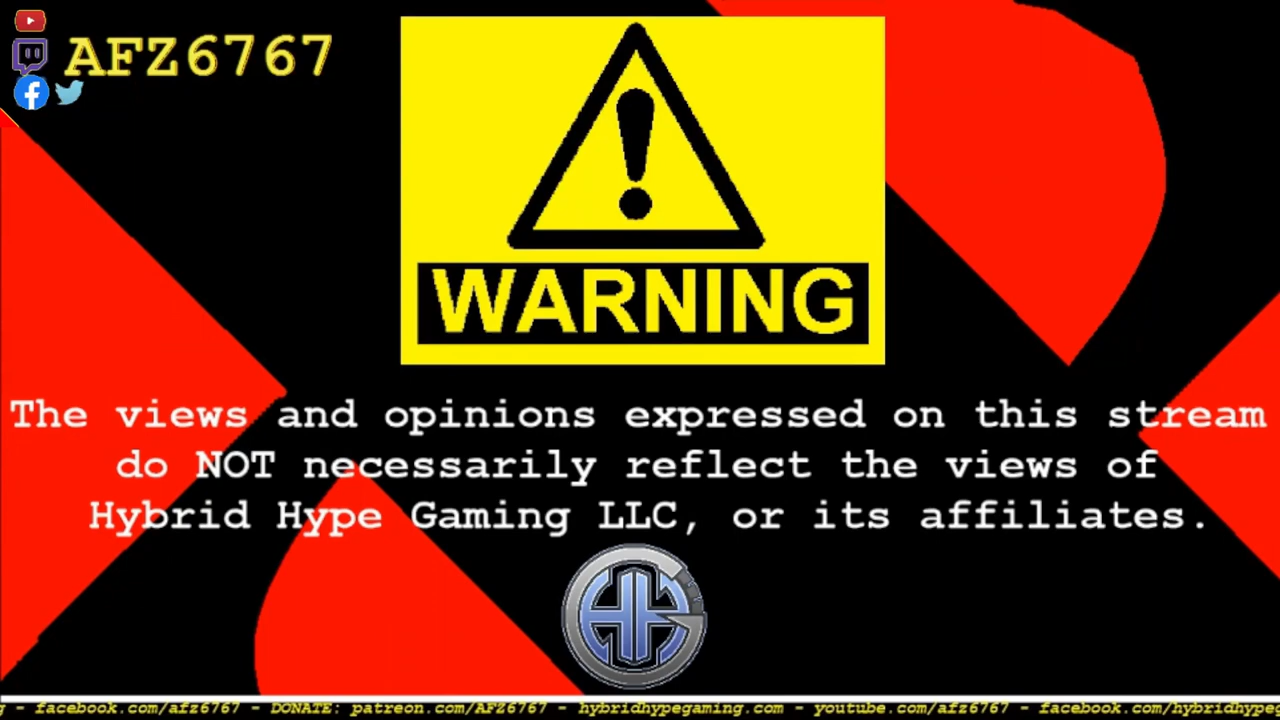 AFZ6767
WARNING
The views and opinions expressed on this stream
do NOT necessarily reflect the views of
Hybrid Hype Gaming LLC, or its affiliates.
g - facebook.com/afz6767 - DONATE: patreon.com/AFZ6767 - hybridhypegaming.com - youtube.com/afz6767 - facebook.com/hybridhypeg